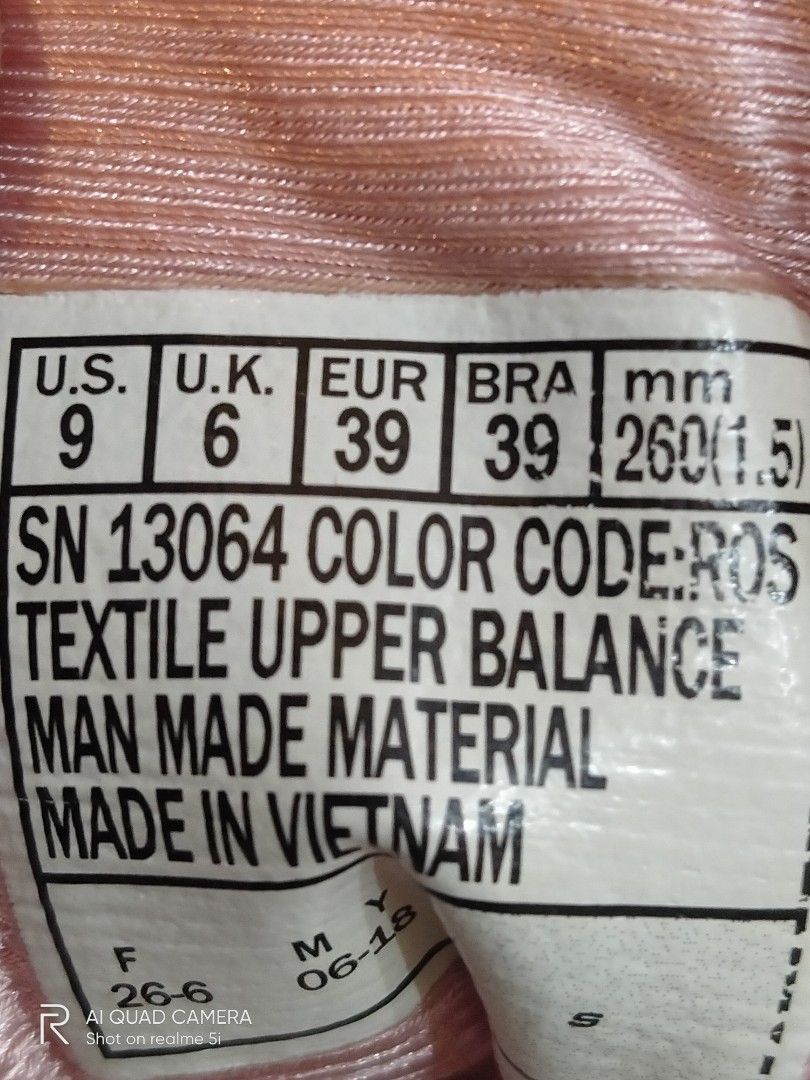 U.S. U.K. EUR BRA mm
9 6 39 39 260(1.5)
SN 13064 COLOR CODE:ROS
TEXTILE UPPER BALANCE
MAN MADE MATERIAL
MADE IN VIETNAM
F M Y
26-6 06-18
S
AI QUAD CAMERA
Shot on realme 5i